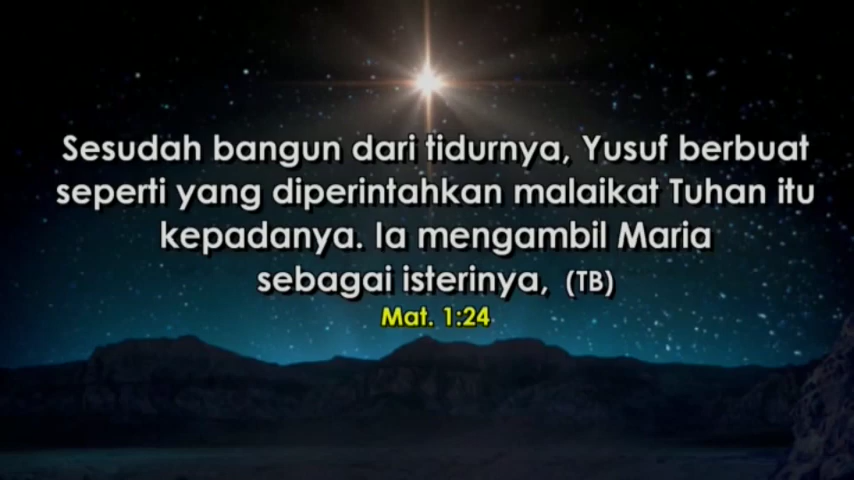 Sesudah bangun dari tidurnya, Yusuf berbuat
seperti yang diperintahkan malaikat Tuhan itu
kepadanya. Ia mengambil Maria
sebagai isterinya, (TB)
Mat. 1:24